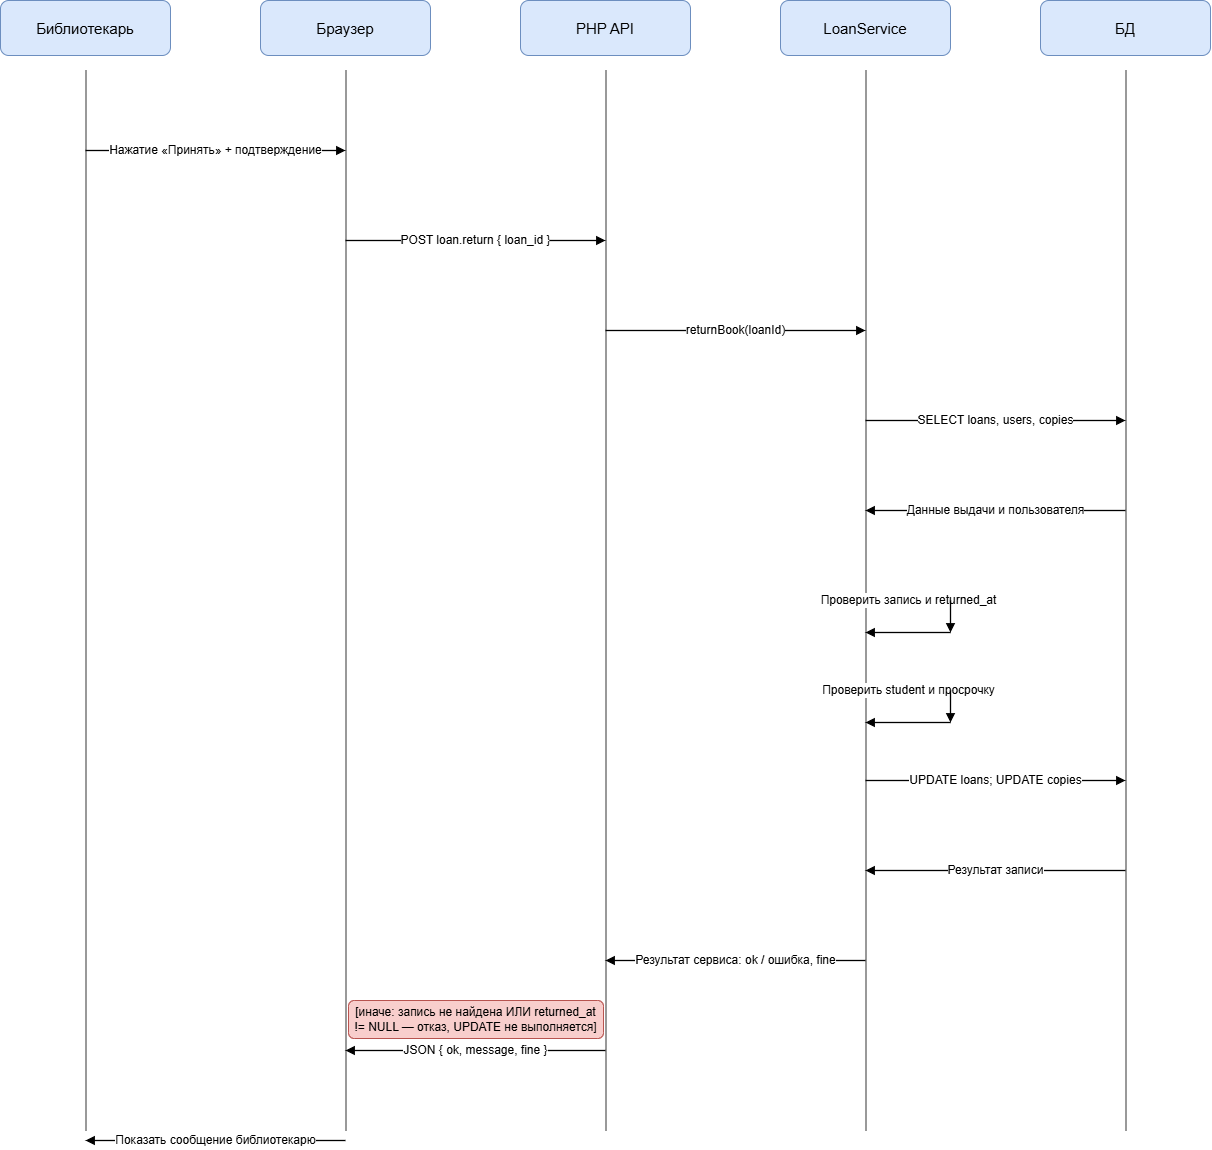 Библиотекарь
Браузер
PHP API
LoanService
БД
Нажатие «Принять» + подтверждение
POST loan.return { loan_id }
returnBook(loanId)
SELECT loans, users, copies
Данные выдачи и пользователя
Проверить запись и returned_at
Проверить student и просрочку
UPDATE loans; UPDATE copies
Результат записи
Результат сервиса: ok / ошибка, fine
[иначе: запись не найдена ИЛИ returned_at
!= NULL — отказ, UPDATE не выполняется]
JSON { ok, message, fine }
Показать сообщение библиотекарю